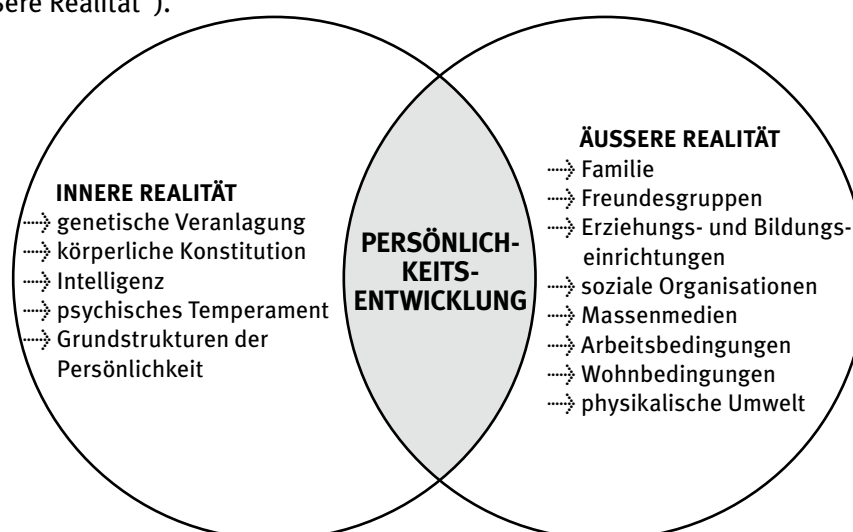 sere Realität“).
INNERE REALITÄT
genetische Veranlagung
körperliche Konstitution
Intelligenz
psychisches Temperament
Grundstrukturen der
Persönlichkeit
PERSÖNLICH-
KEITS-
ENTWICKLUNG
ÄUSSERE REALITÄT
Familie
Freundesgruppen
Erziehungs- und Bildungs-
einrichtungen
soziale Organisationen
Massenmedien
Arbeitsbedingungen
Wohnbedingungen
physikalische Umwelt